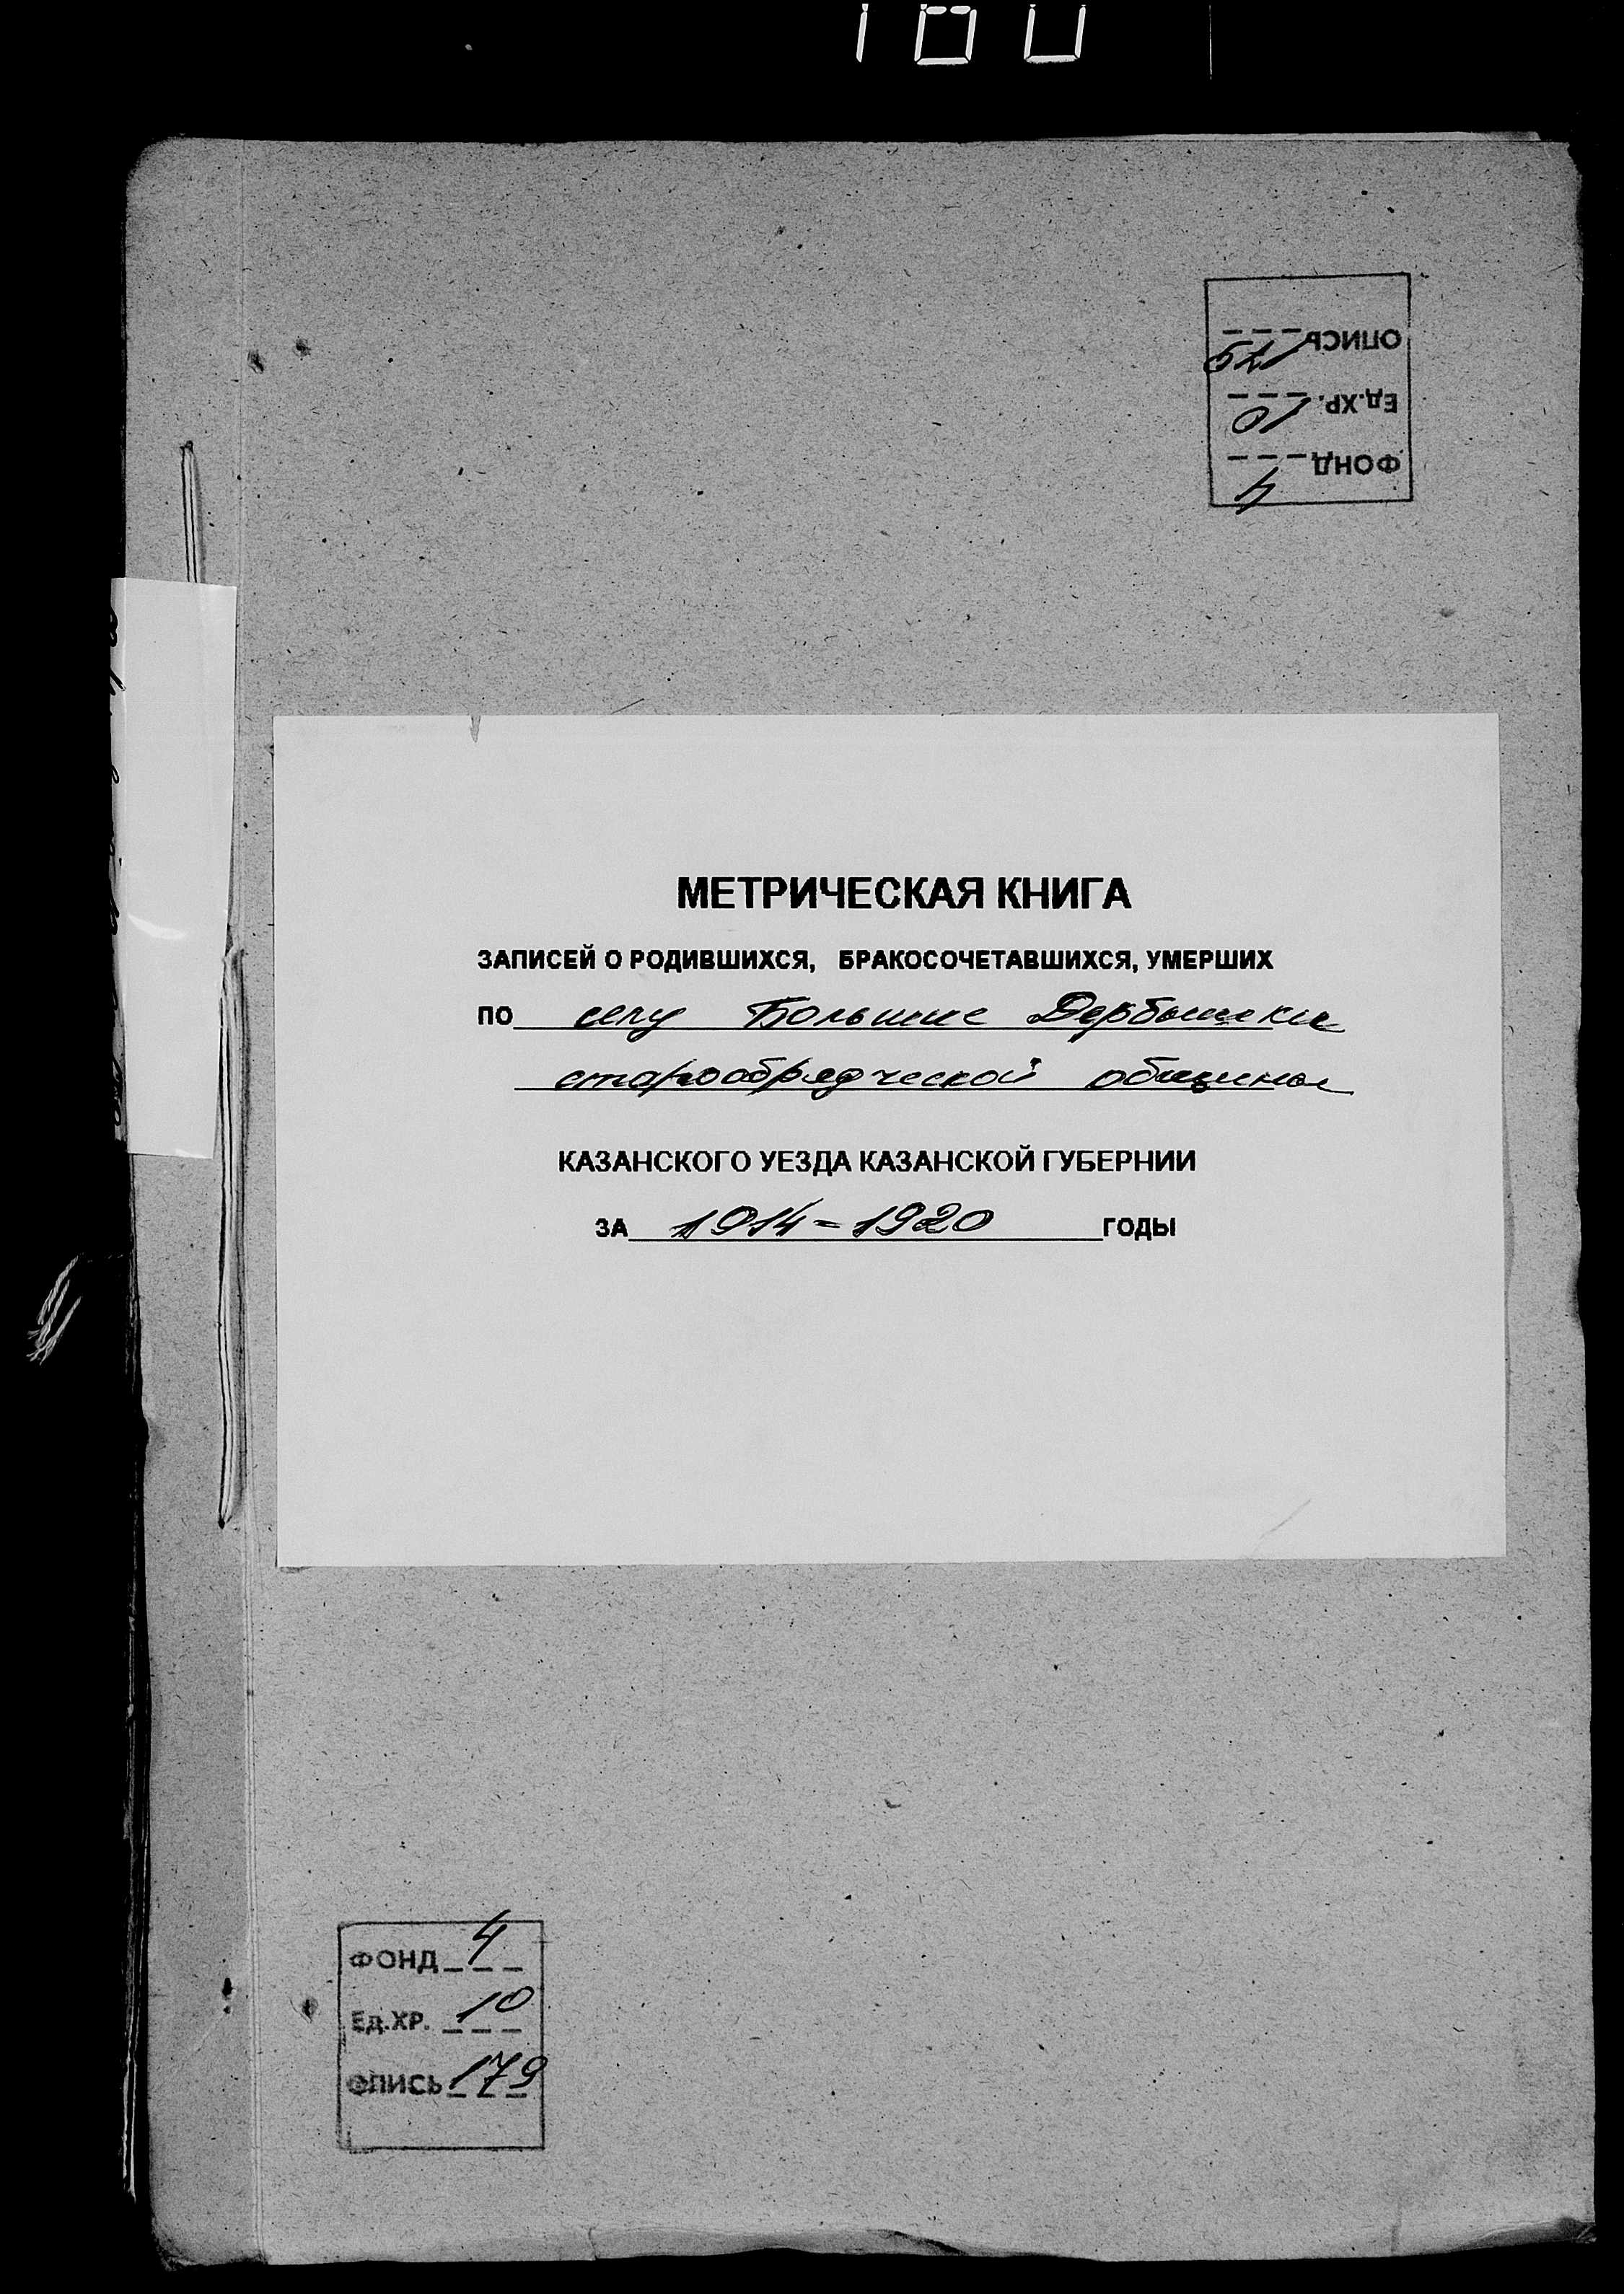 ОПИСЬ 179
Ед.ХР. 10
ФОНД 4
МЕТРИЧЕСКАЯ КНИГА
ЗАПИСЕЙ О РОДИВШИХСЯ, БРАКОСОЧЕТАВШИХСЯ, УМЕРШИХ
ПО селу Большие Дербышки
старообрядческой общины
КАЗАНСКОГО УЕЗДА КАЗАНСКОЙ ГУБЕРНИИ
ЗА 1914-1920 ГОДЫ
ФОНД 4
Ед.ХР. 10
ОПИСЬ 179